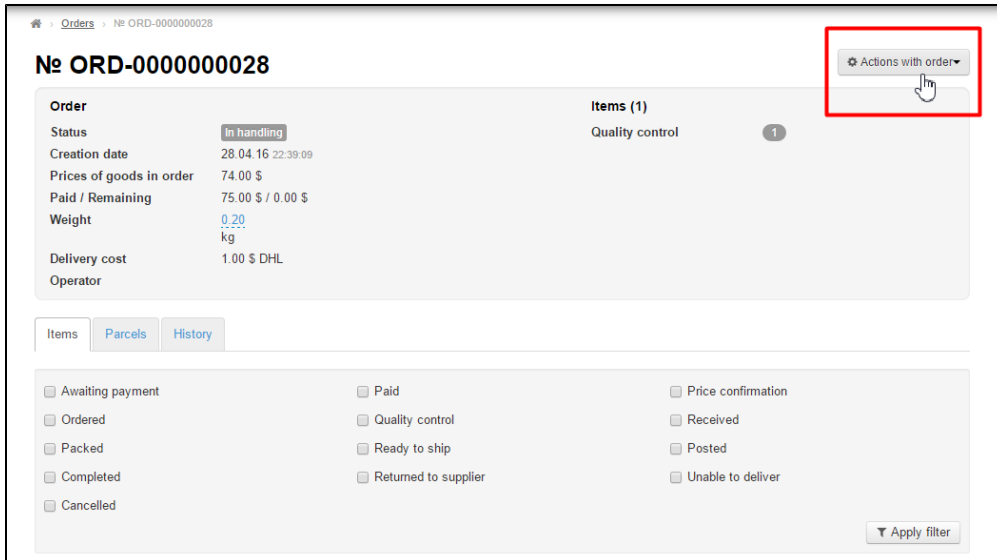 Orders › № ORD-0000000028
№ ORD-0000000028
Actions with order
Order
Status In handling
Creation date 28.04.16 22:39:09
Prices of goods in order 74.00 $
Paid / Remaining 75.00 $ / 0.00 $
Weight 0.20
kg
Delivery cost 1.00 $ DHL
Operator
Items (1)
Quality control 1
Items Parcels History
Awaiting payment Paid Price confirmation
Ordered Quality control Received
Packed Ready to ship Posted
Completed Returned to supplier Unable to deliver
Cancelled
Apply filter